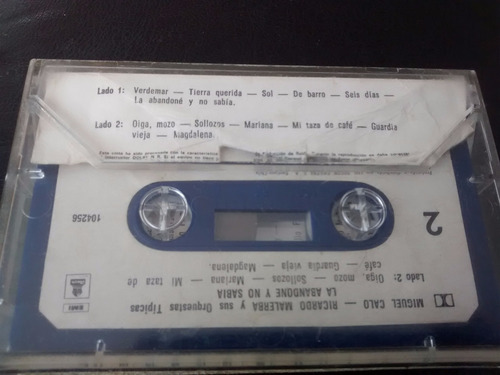 Lado 1: Verdemar — Tierra querida — Sol — De barro — Seis días —
La abandoné y no sabía.
Lado 2: Oiga, mozo — Sollozos — Mariana — Mi taza de café — Guardia
vieja — Magdalena.
2
104256
EMI
MIGUEL CALO — RICARDO MALERBA y sus Orquestas Típicas
LA ABANDONE Y NO SABIA
Lado 2: Oiga, mozo — Sollozos — Mariana — Mi taza de
café — Guardia vieja — Magdalena.